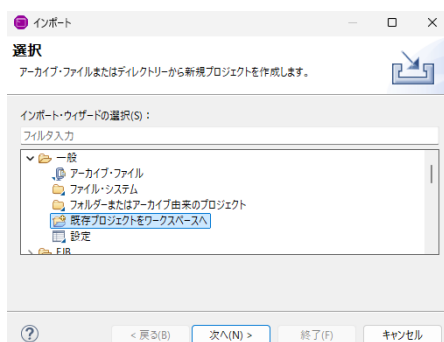 インポート
選択
アーカイブ・ファイルまたはディレクトリーから新規プロジェクトを作成します。
インポート・ウィザードの選択(S)：
フィルタ入力
一般
アーカイブ・ファイル
ファイル・システム
フォルダーまたはアーカイブ由来のプロジェクト
既存プロジェクトをワークスペースへ
設定
EJB
?
< 戻る(B)
次へ(N) >
終了(F)
キャンセル